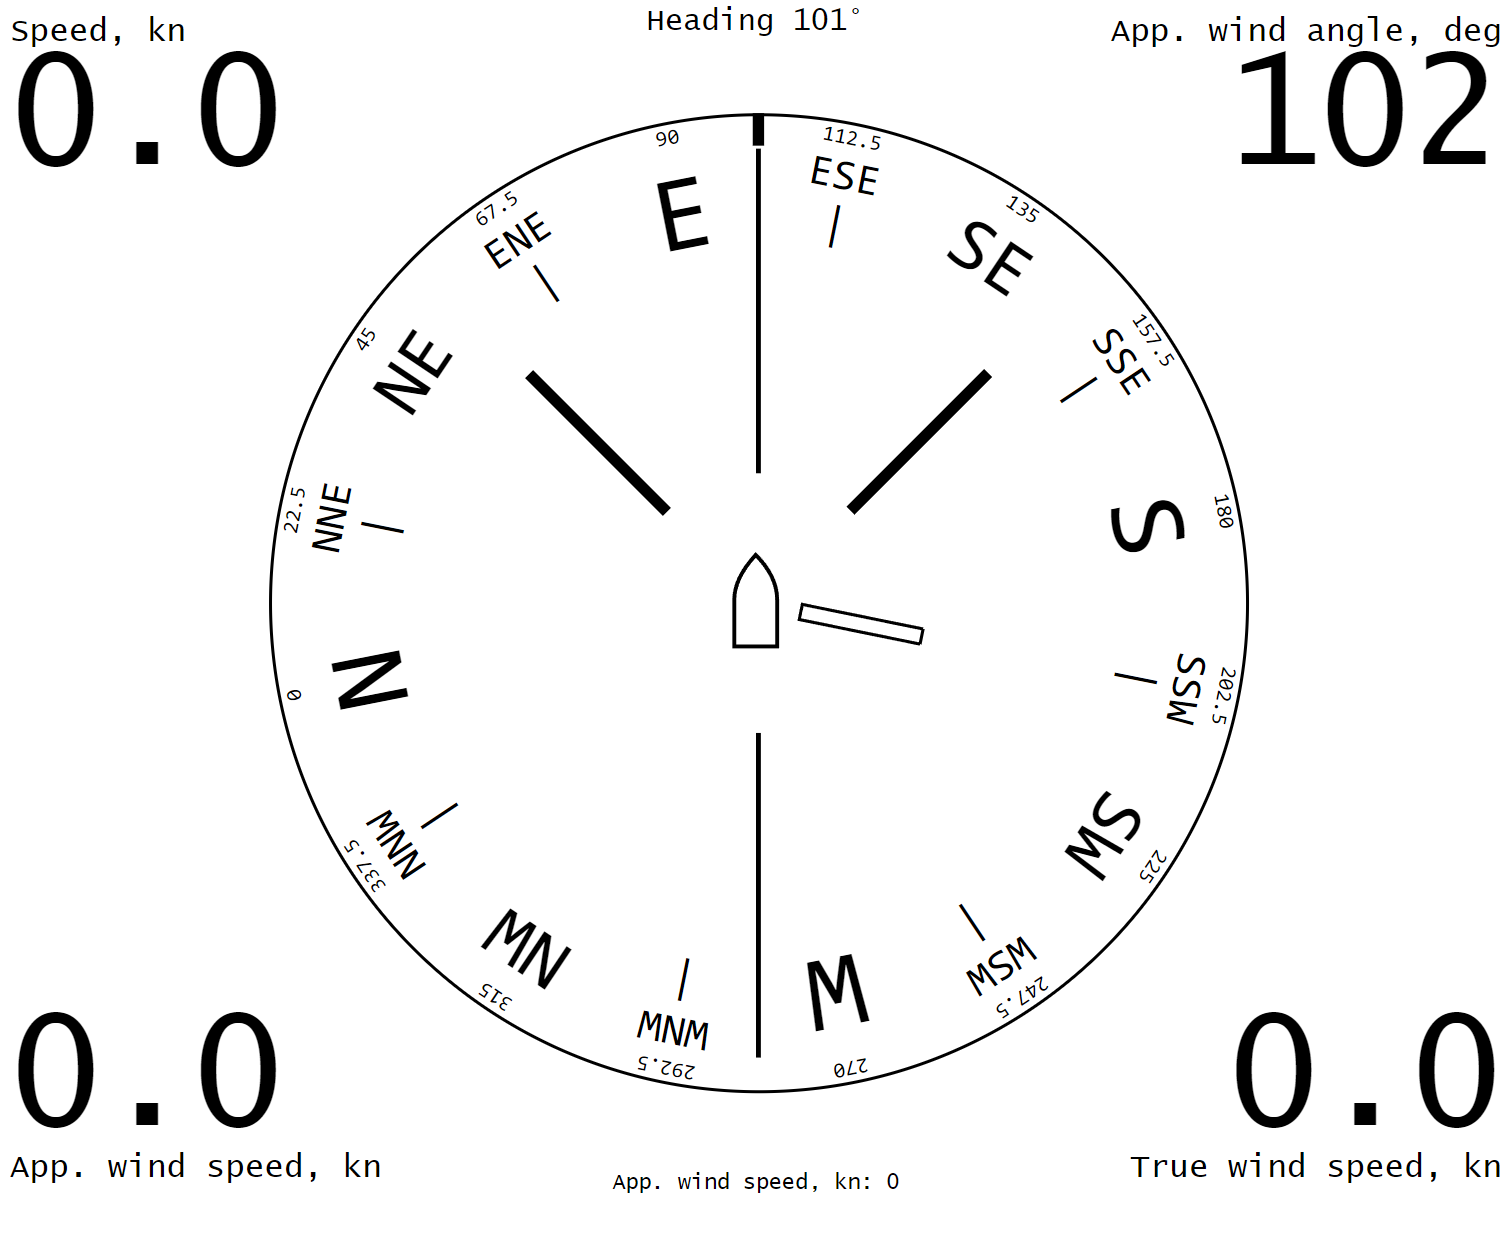 Speed, kn
0.0
Heading 101°
App. wind angle, deg
102
90
E
112.5
ESE
135
SE
157.5
SSE
180
S
202.5
SSW
225
SW
247.5
WSW
270
W
292.5
WNW
315
NW
337.5
NNW
0
N
22.5
NNE
45
NE
67.5
ENE
0.0
App. wind speed, kn
App. wind speed, kn: 0
0.0
True wind speed, kn